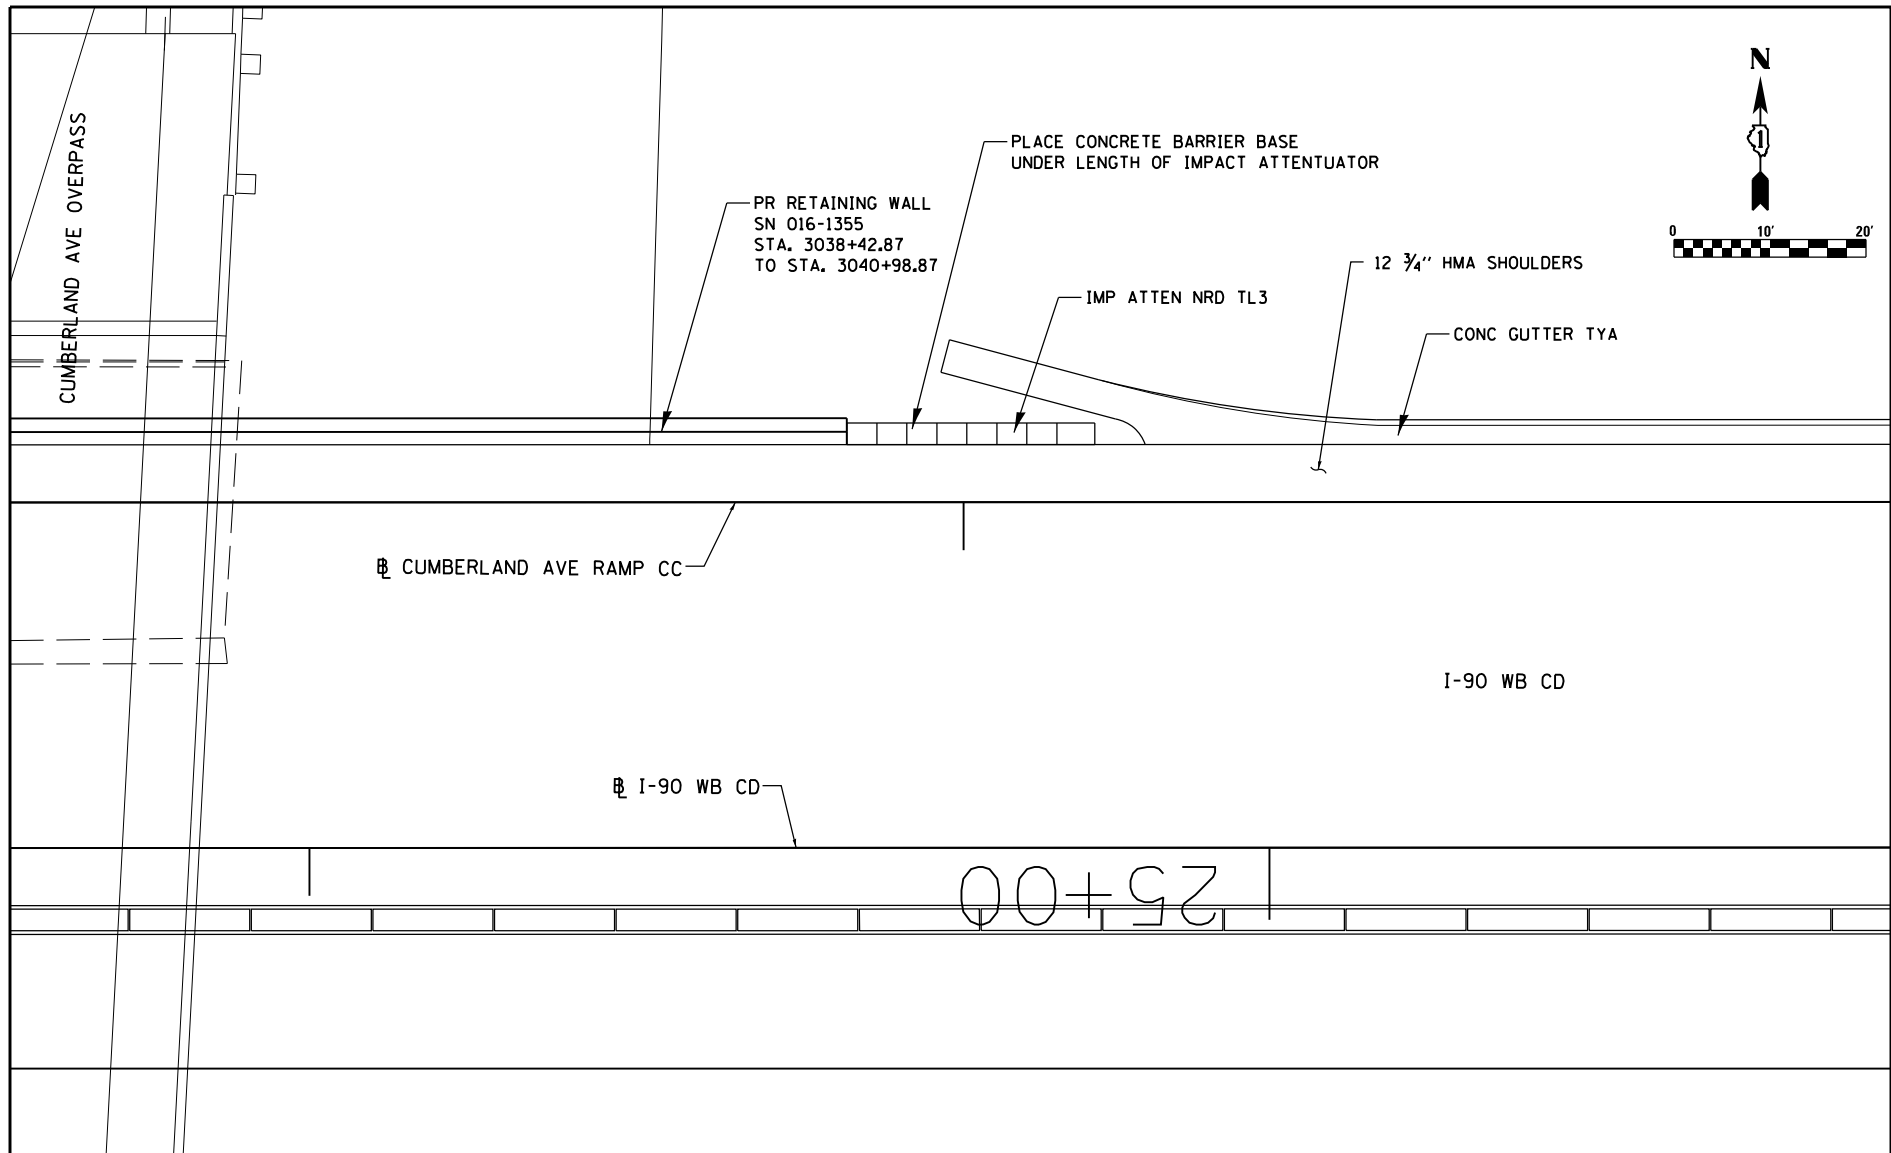 N
1
0 10' 20'
PLACE CONCRETE BARRIER BASE
UNDER LENGTH OF IMPACT ATTENTUATOR
CUMBERLAND AVE OVERPASS
PR RETAINING WALL
SN 016-1355
STA. 3038+42.87
TO STA. 3040+98.87
12 3/4'' HMA SHOULDERS
IMP ATTEN NRD TL3
CONC GUTTER TYA
BL CUMBERLAND AVE RAMP CC
I-90 WB CD
BL I-90 WB CD
25+00